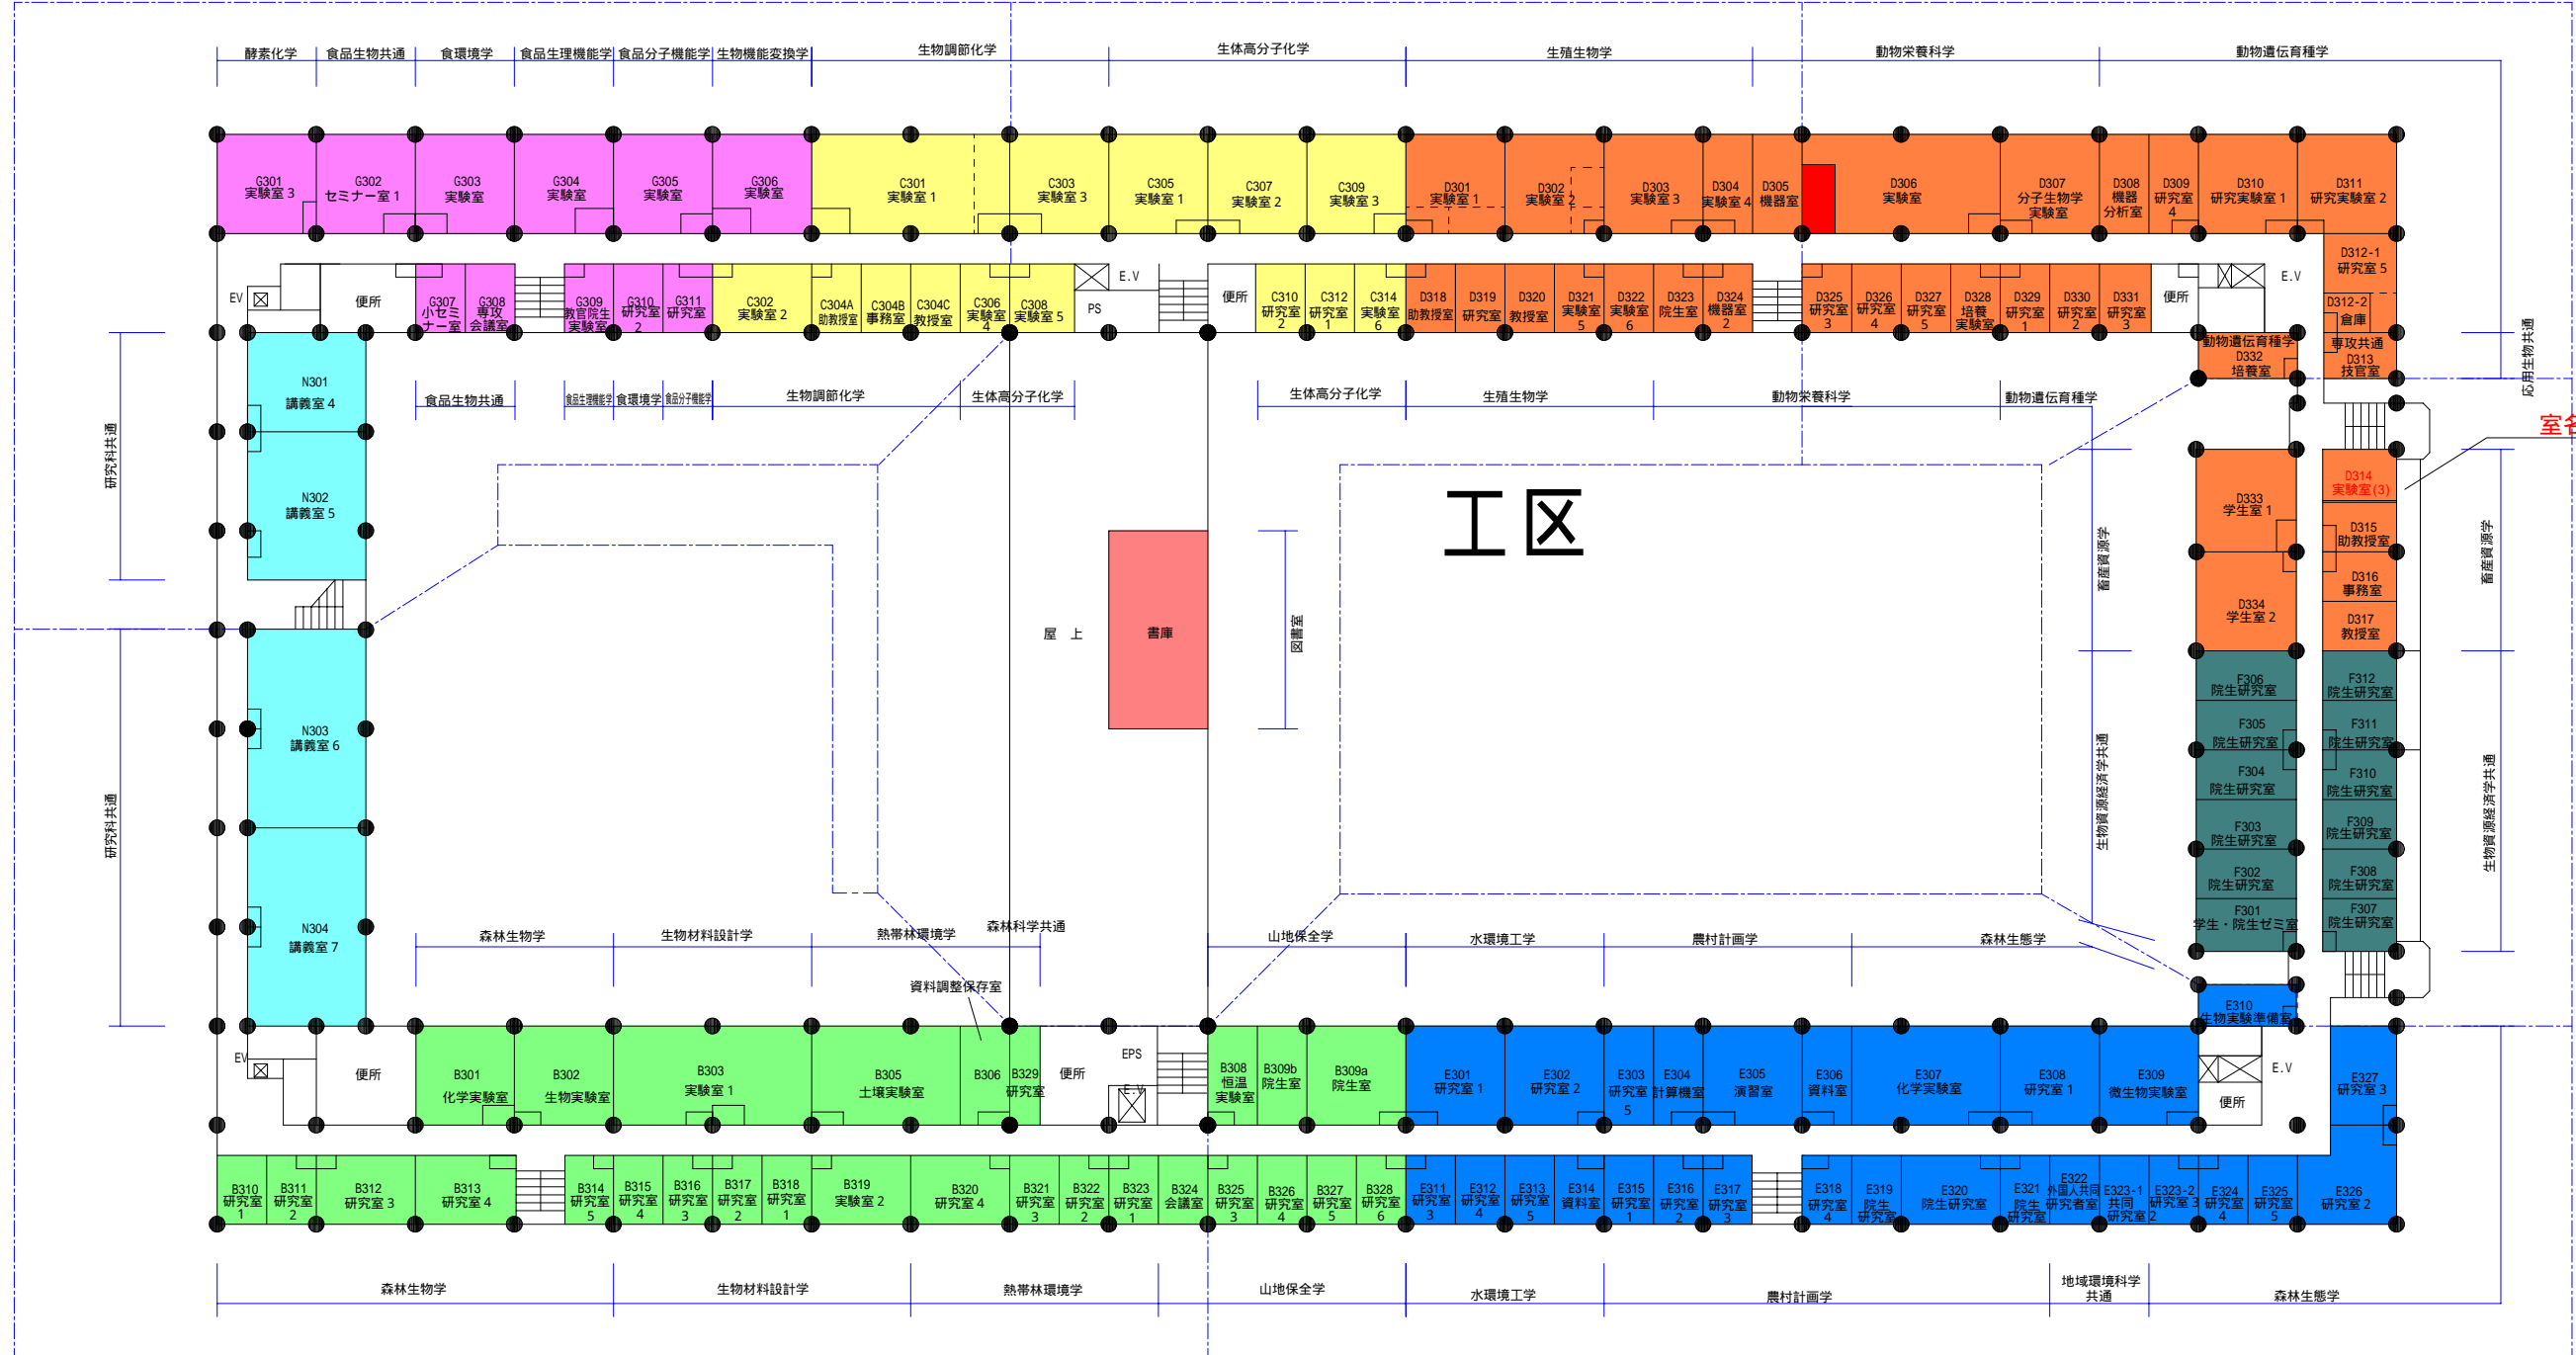 酵素化学 食品生物共通 食環境学 食品生理機能学 食品分子機能学 生物機能変換学 生物調節化学 生体高分子化学 生殖生物学 動物栄養科学 動物遺伝育種学
G301
実験室 3
G302
セミナー室 1
G303
実験室
G304
実験室
G305
実験室
G306
実験室
C301
実験室 1
C303
実験室 3
C305
実験室 1
C307
実験室 2
C309
実験室 3
D301
実験室 1
D302
実験室 2
D303
実験室 3
D304
実験室 4
D305
機器室
D306
実験室
D307
分子生物学
実験室
D308
機器
分析室
D309
研究室
4
D310
研究実験室 1
D311
研究実験室 2
D312-1
研究室 5
D312-2
倉庫
専攻共通
D313
技官室
EV
便所
G307
小セミ
ナー室
G308
専攻
会議室
G309
教官院生
実験室
G310
研究室
2
G311
研究室
C302
実験室 2
C304A
助教授室
C304B
事務室
C304C
教授室
C306
実験室
4
C308
実験室 5
PS
E.V
便所
C310
研究室
2
C312
研究室
1
C314
実験室
6
D318
助教授室
D319
研究室
D320
教授室
D321
実験室
5
D322
実験室
6
D323
院生室
D324
機器室
2
D325
研究室
3
D326
研究室
4
D327
研究室
5
D328
培養
実験室
D329
研究室
1
D330
研究室
2
D331
研究室
3
便所
E.V
動物遺伝育種学
D332
培養室
応用生物共通
食品生物共通 食品生理機能学 食環境学 食品分子機能学 生物調節化学 生体高分子化学 生体高分子化学 生殖生物学 動物栄養科学 動物遺伝育種学
研究科共通
N301
講義室 4
N302
講義室 5
研究科共通
N303
講義室 6
N304
講義室 7
屋 上
書庫
図書室
工区
室名
畜産資源学
D333
学生室 1
D334
学生室 2
D314
実験室(3)
D315
助教授室
D316
事務室
D317
教授室
畜産資源学
生物資源経済学共通
F306
院生研究室
F305
院生研究室
F304
院生研究室
F303
院生研究室
F302
院生研究室
F301
学生・院生ゼミ室
F312
院生研究室
F311
院生研究室
F310
院生研究室
F309
院生研究室
F308
院生研究室
F307
院生研究室
生物資源経済学共通
森林生物学 生物材料設計学 熱帯林環境学 森林科学共通 山地保全学 水環境工学 農村計画学 森林生態学
資料調整保存室
E310
生物実験準備室
EV
便所
B301
化学実験室
B302
生物実験室
B303
実験室 1
B305
土壌実験室
B306
B329
研究室
便所
EPS
E.V
B308
恒温
実験室
B309b
院生室
B309a
院生室
E301
研究室 1
E302
研究室 2
E303
研究室
5
E304
計算機室
E305
演習室
E306
資料室
E307
化学実験室
E308
研究室 1
E309
微生物実験室
E.V
便所
E327
研究室 3
B310
研究室
1
B311
研究室
2
B312
研究室 3
B313
研究室 4
B314
研究室
5
B315
研究室
4
B316
研究室
3
B317
研究室
2
B318
研究室
1
B319
実験室 2
B320
研究室 4
B321
研究室
3
B322
研究室
2
B323
研究室
1
B324
会議室
B325
研究室
3
B326
研究室
4
B327
研究室
5
B328
研究室
6
E311
研究室
3
E312
研究室
4
E313
研究室
5
E314
資料室
E315
研究室
1
E316
研究室
2
E317
研究室
3
E318
研究室
4
E319
院生
研究室
E320
院生研究室
E321
院生
研究室
E322
外国人共同
研究者室
E323-1
共同
研究室
E323-2
研究室 3
2
E324
研究室
4
E325
研究室
5
E326
研究室 2
森林生物学 生物材料設計学 熱帯林環境学 山地保全学 水環境工学 農村計画学 地域環境科学
共通 森林生態学